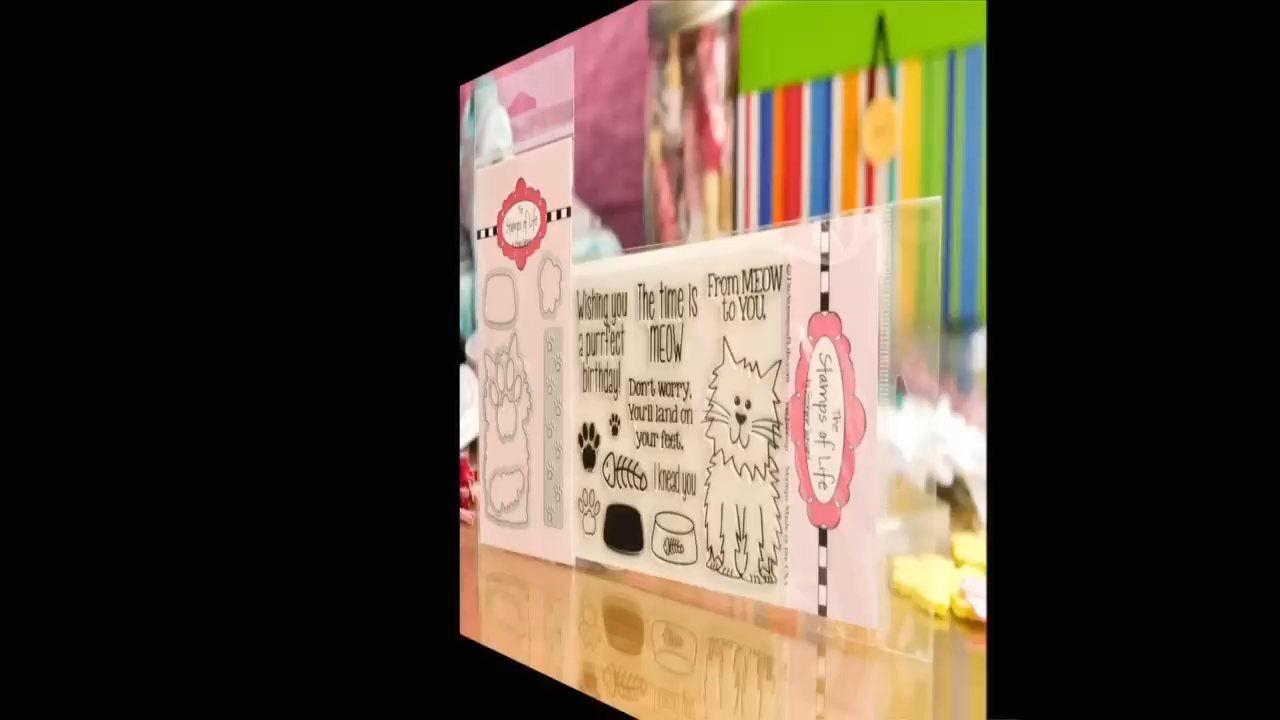 The
Stamps of Life
Wishing you
a purrfect
birthday!
The time is
MEOW
From MEOW
to YOU.
Don't worry.
You'll land on
your feet.
I knead you
The
Stamps of Life